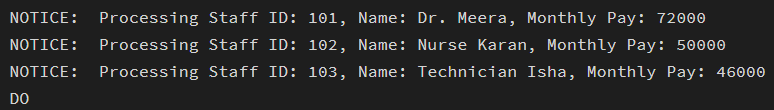 NOTICE:  Processing Staff ID: 101, Name: Dr. Meera, Monthly Pay: 72000
NOTICE:  Processing Staff ID: 102, Name: Nurse Karan, Monthly Pay: 50000
NOTICE:  Processing Staff ID: 103, Name: Technician Isha, Monthly Pay: 46000
DO